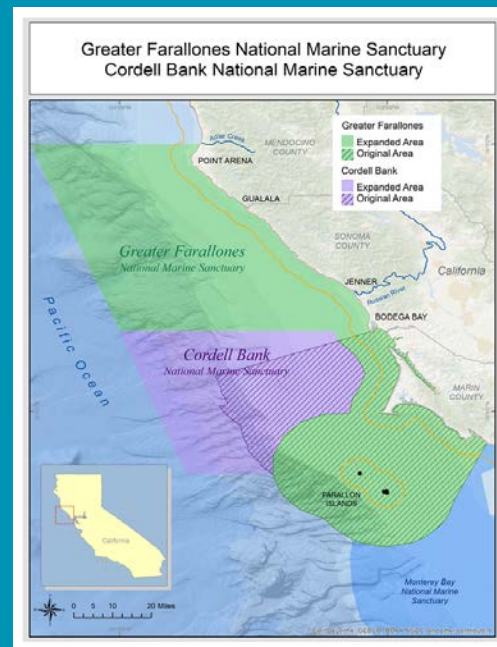 Greater Farallones National Marine Sanctuary
Cordell Bank National Marine Sanctuary
Greater Farallones
Expanded Area
Original Area
Cordell Bank
Expanded Area
Original Area
Alder Creek
MENDOCINO
COUNTY
POINT ARENA
GUALALA
Greater Farallones
National Marine Sanctuary
SONOMA
COUNTY
California
JENNER
Russian River
BODEGA BAY
Pacific Ocean
Cordell Bank
National Marine Sanctuary
MARIN
COUNTY
FARALLON
ISLANDS
California
Monterey Bay
National Marine
Sanctuary
0 5 10 20 Miles